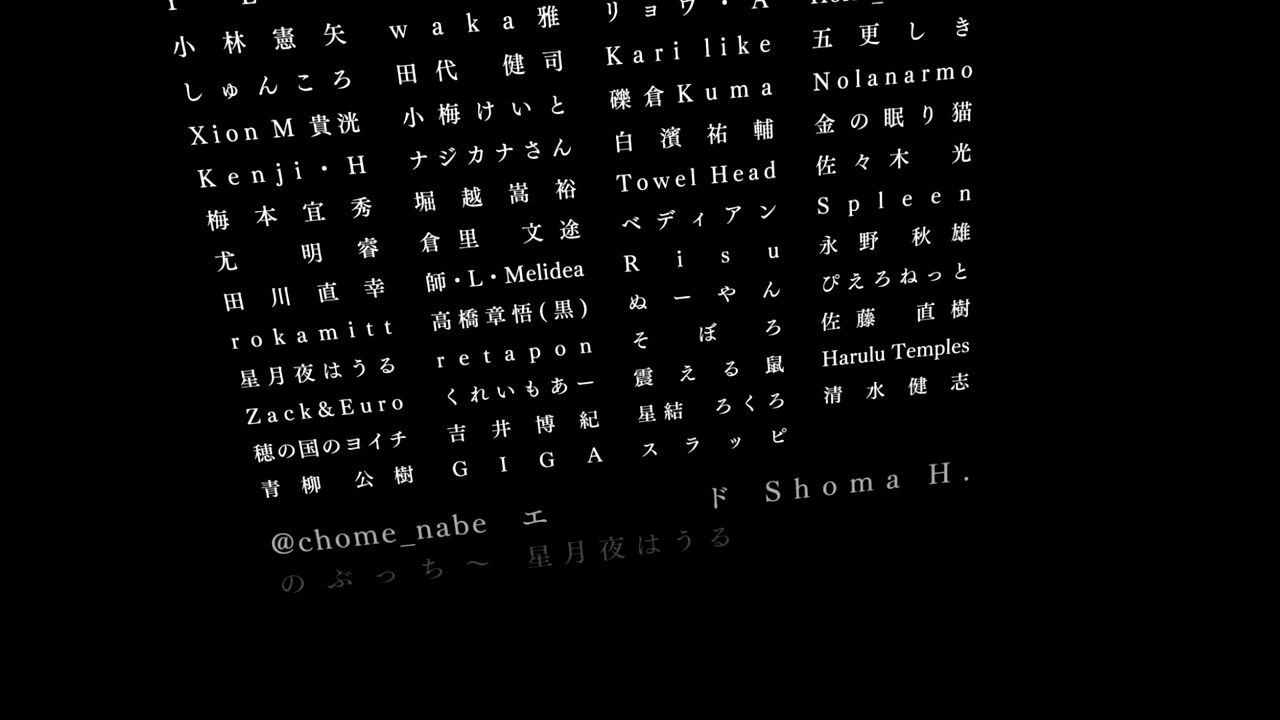 小林憲矢 waka雅 リョウ・A
しゅんころ 田代 健司 Kari like 五更しき
Xion M 貴洸 小梅けいと 礫倉Kuma Nolanarmo
Kenji・H ナジカナさん 白濱祐輔 金の眠り猫
梅本宜秀 堀越嵩裕 Towel Head 佐々木 光
尤 明睿 倉里 文途 ベディアン Spleen
田川直幸 師・L・Melidea Risu 永野 秋雄
rokamitt 高橋章悟(黒) ぬーやん ぴえろねっと
星月夜はうる retapon そぼろ 佐藤 直樹
Zack&Euro くれいもあー 震える鼠 Harulu Temples
穂の国のヨイチ 吉井博紀 星結 ろくろ 清水健志
青柳 公樹 GIGA スラッピ
@chome_nabe エド Shoma H.
のぶっち～ 星月夜はうる